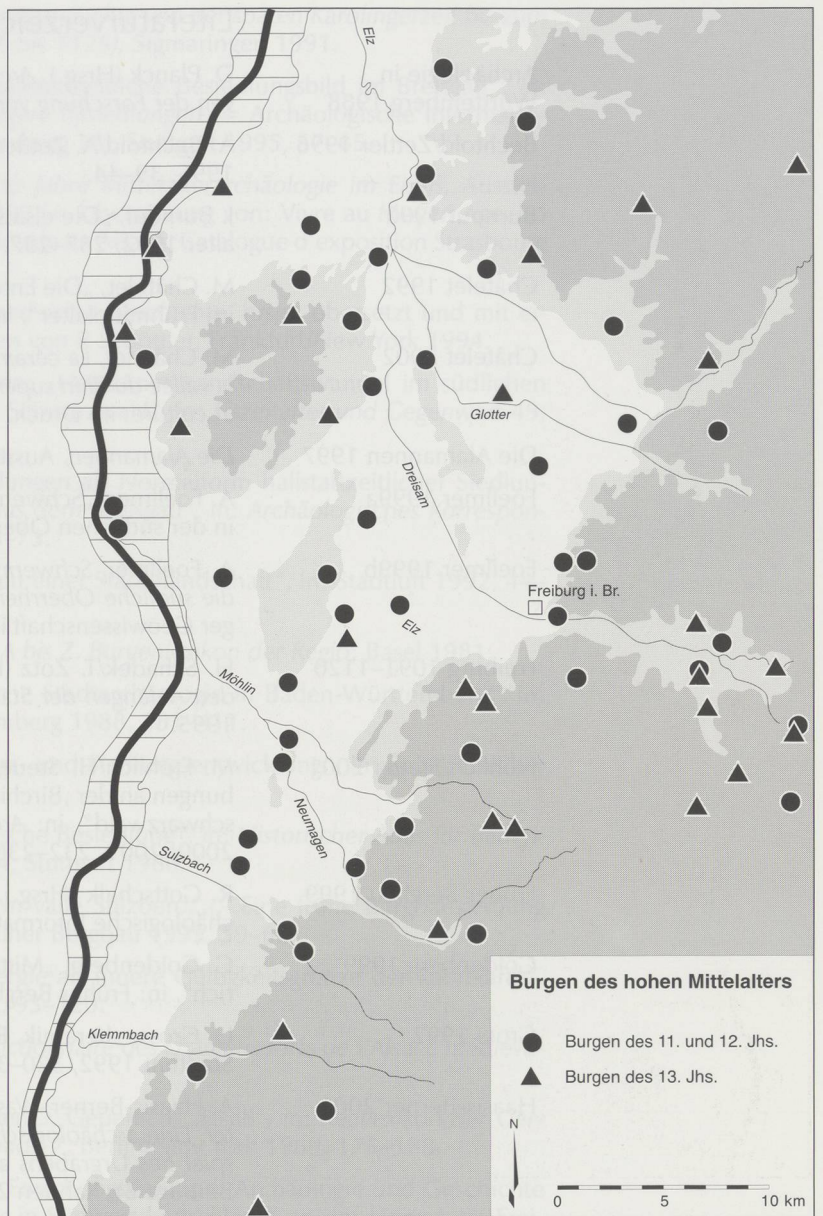 Elz
Glotter
Dreisam
Freiburg i. Br.
Elz
Möhlin
Neumagen
Sulzbach
Klemmbach
Burgen des hohen Mittelalters
Burgen des 11. und 12. Jhs.
Burgen des 13. Jhs.
N
0 5 10 km